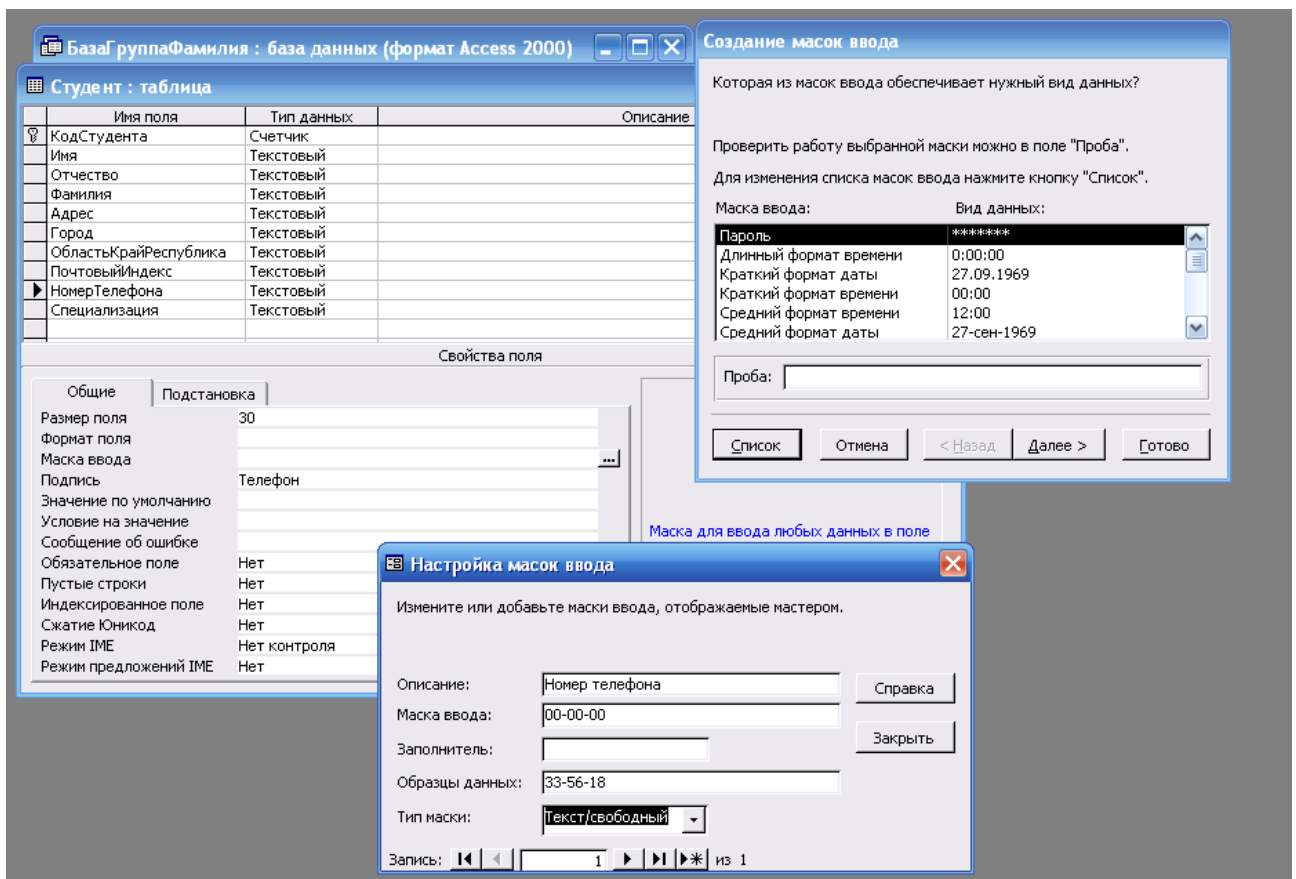 БазаГруппаФамилия : база данных (формат Access 2000)
Студент : таблица
Имя поля Тип данных Описание
КодСтудента Счетчик
Имя Текстовый
Отчество Текстовый
Фамилия Текстовый
Адрес Текстовый
Город Текстовый
ОбластьКрайРеспублика Текстовый
ПочтовыйИндекс Текстовый
НомерТелефона Текстовый
Специализация Текстовый
Свойства поля
Общие Подстановка
Размер поля 30
Формат поля
Маска ввода ...
Подпись Телефон
Значение по умолчанию
Условие на значение
Сообщение об ошибке
Обязательное поле Нет
Пустые строки Нет
Индексированное поле Нет
Сжатие Юникод Нет
Режим IME Нет контроля
Режим предложений IME Нет
Маска для ввода любых данных в поле
Создание масок ввода
Которая из масок ввода обеспечивает нужный вид данных?
Проверить работу выбранной маски можно в поле "Проба".
Для изменения списка масок ввода нажмите кнопку "Список".
Маска ввода: Вид данных:
Пароль *******
Длинный формат времени 0:00:00
Краткий формат даты 27.09.1969
Краткий формат времени 00:00
Средний формат времени 12:00
Средний формат даты 27-сен-1969
Проба:
Список Отмена < Назад Далее > Готово
Настройка масок ввода
Измените или добавьте маски ввода, отображаемые мастером.
Описание: Номер телефона Справка
Маска ввода: 00-00-00
Заполнитель: Закрыть
Образцы данных: 33-56-18
Тип маски: Текст/свободный
Запись: 1 из 1